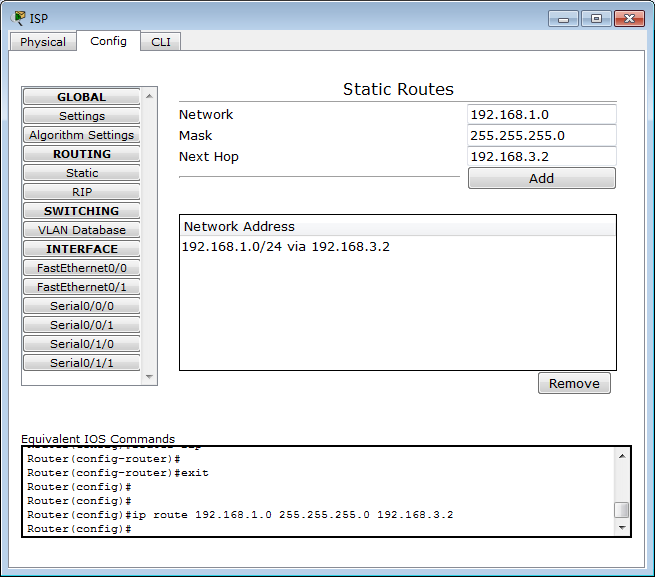 ISP
Physical Config CLI
GLOBAL
Settings
Algorithm Settings
ROUTING
Static
RIP
SWITCHING
VLAN Database
INTERFACE
FastEthernet0/0
FastEthernet0/1
Serial0/0/0
Serial0/0/1
Serial0/1/0
Serial0/1/1
Static Routes
Network 192.168.1.0
Mask 255.255.255.0
Next Hop 192.168.3.2
Add
Network Address
192.168.1.0/24 via 192.168.3.2
Remove
Equivalent IOS Commands
Router(config-router)#
Router(config-router)#exit
Router(config)#
Router(config)#
Router(config)#ip route 192.168.1.0 255.255.255.0 192.168.3.2
Router(config)#